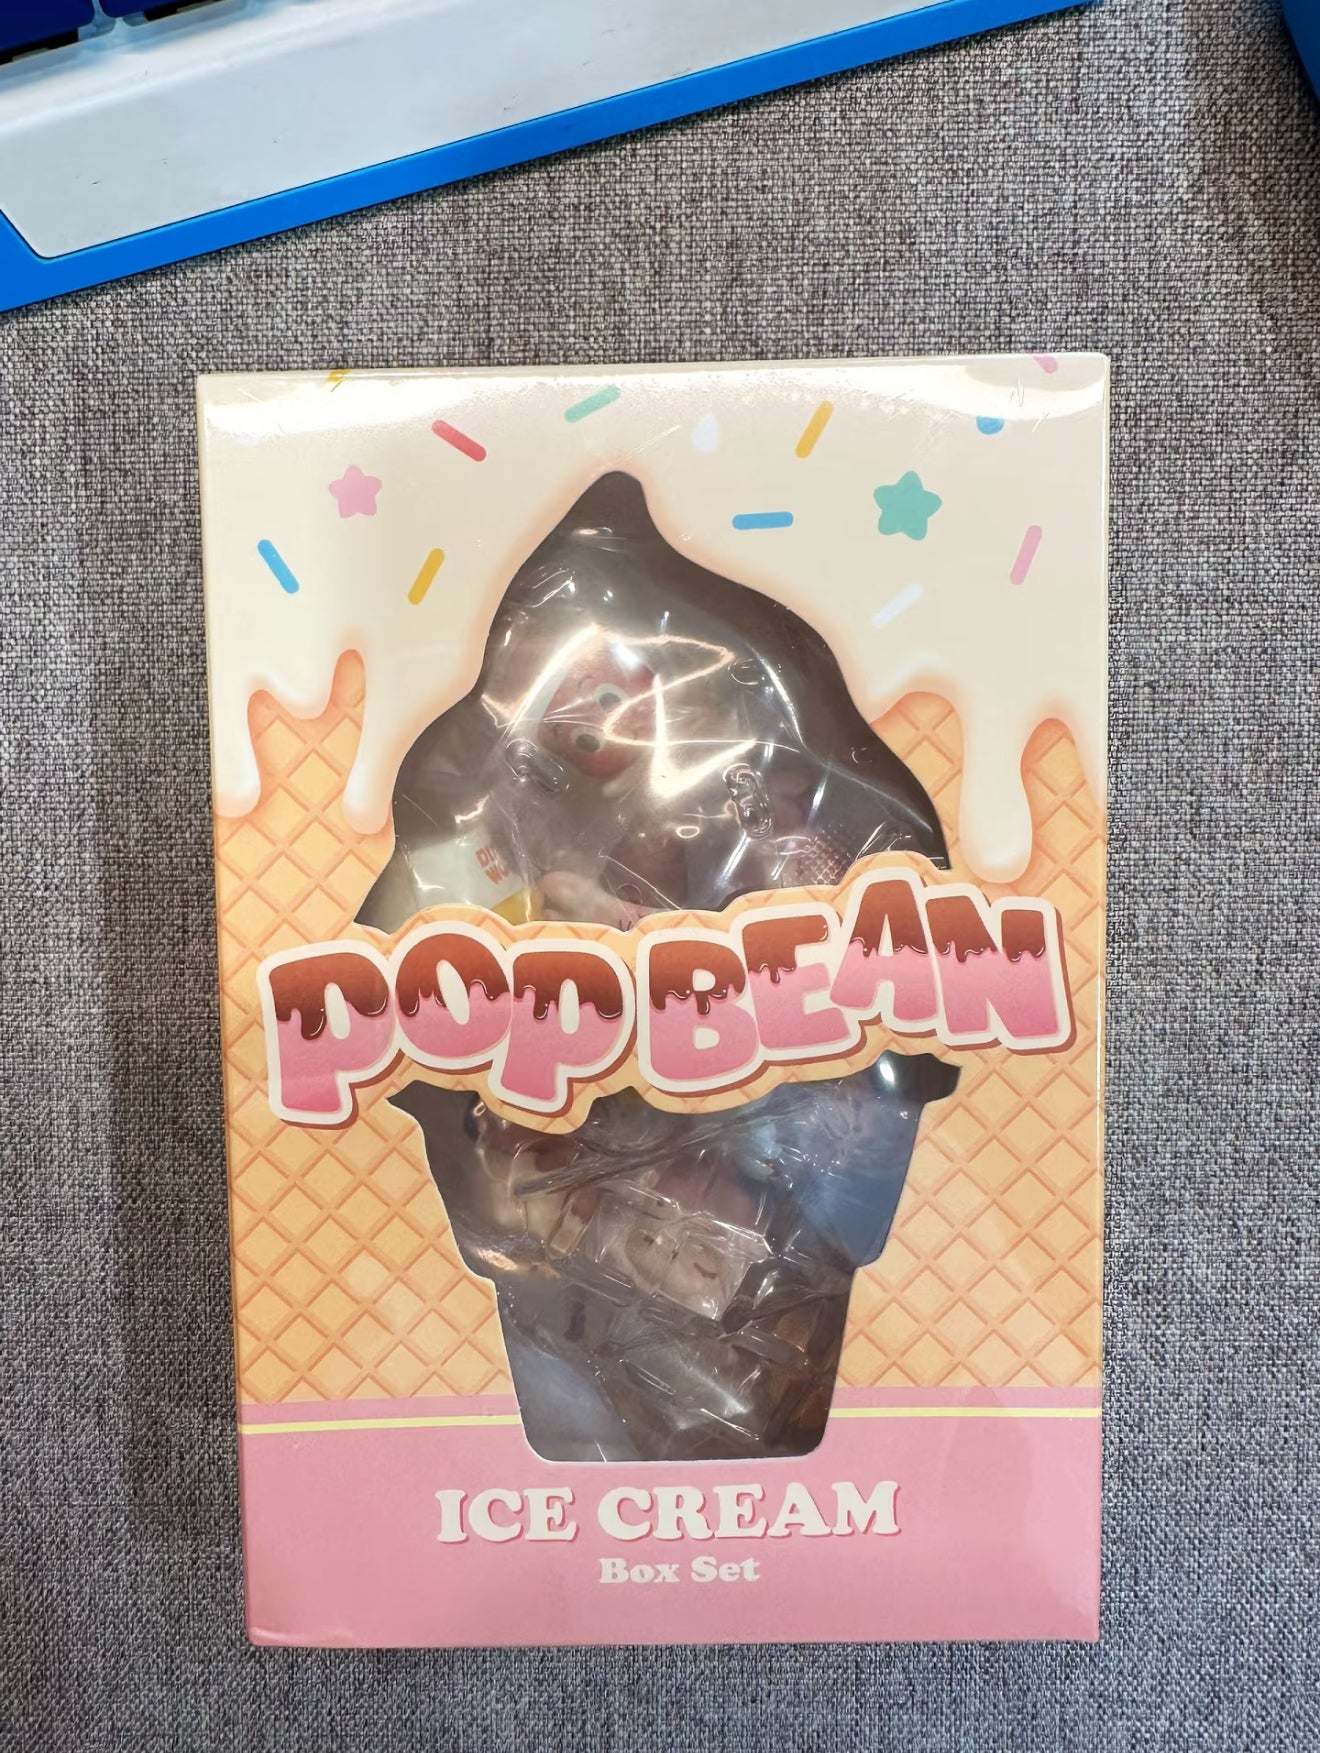 POP BEAN
ICE CREAM
Box Set